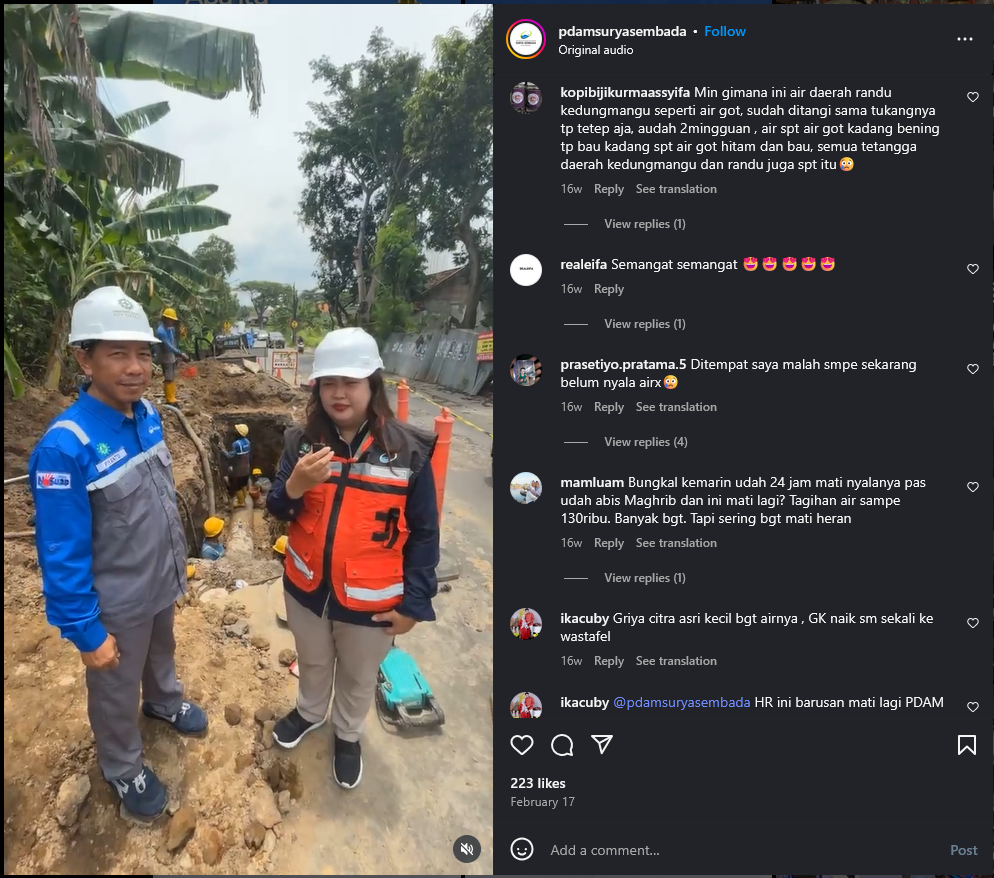 pdamsuryasembada • Follow
Original audio
kopibijikurmaassyifa Min gimana ini air daerah randu
kedungmangu seperti air got, sudah ditangi sama tukangnya
tp tetep aja, audah 2mingguan , air spt air got kadang bening
tp bau kadang spt air got hitam dan bau, semua tetangga
daerah kedungmangu dan randu juga spt itu😳
16w Reply See translation
View replies (1)
realeifa Semangat semangat 🤩🤩🤩🤩🤩
16w Reply
View replies (1)
prasetiyo.pratama.5 Ditempat saya malah smpe sekarang
belum nyala airx😳
16w Reply See translation
View replies (4)
mamluam Bungkal kemarin udah 24 jam mati nyalanya pas
udah abis Maghrib dan ini mati lagi? Tagihan air sampe
130ribu. Banyak bgt. Tapi sering bgt mati heran
16w Reply See translation
View replies (1)
ikacuby Griya citra asri kecil bgt airnya , GK naik sm sekali ke
wastafel
16w Reply See translation
ikacuby @pdamsuryasembada HR ini barusan mati lagi PDAM
223 likes
February 17
Add a comment...
Post